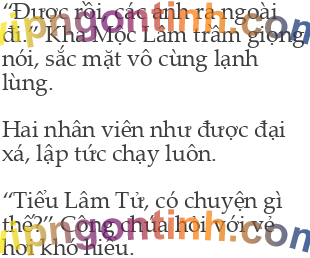 “Được rồi, các anh ra ngoài
đi.” Kha Mộc Lâm trầm giọng
nói, sắc mặt vô cùng lạnh
lùng.
Hai nhân viên như được đại
xá, lập tức chạy luôn.
“Tiểu Lâm Tử, có chuyện gì
thế?” Công chúa hỏi với vẻ
hơi khó hiểu.